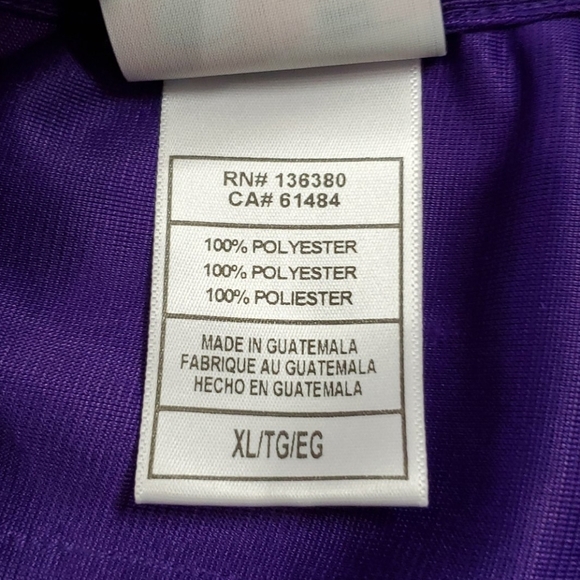 RN# 136380
CA# 61484
100% POLYESTER
100% POLYESTER
100% POLIESTER
MADE IN GUATEMALA
FABRIQUE AU GUATEMALA
HECHO EN GUATEMALA
XL/TG/EG